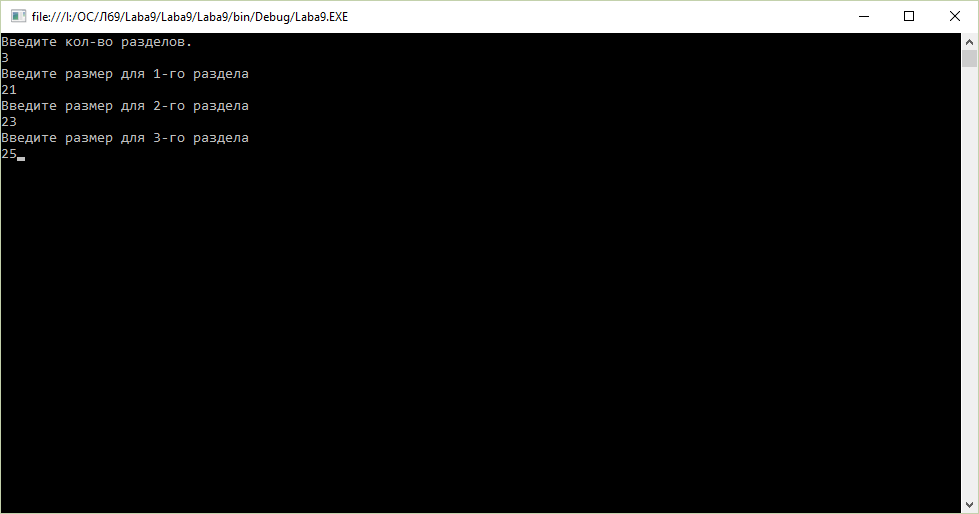 file:///I:/ОС/Л69/Laba9/Laba9/Laba9/bin/Debug/Laba9.EXE
Введите кол-во разделов.
3
Введите размер для 1-го раздела
21
Введите размер для 2-го раздела
23
Введите размер для 3-го раздела
25